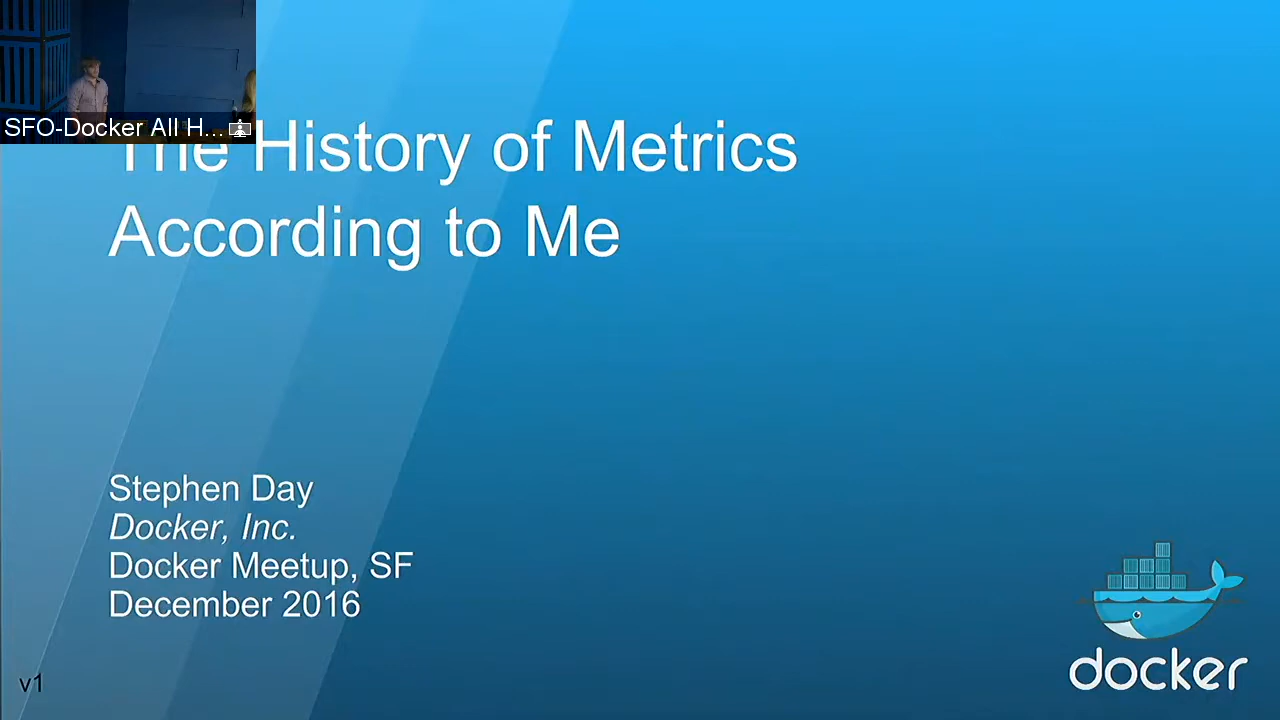 SFO-Docker All H...
The History of Metrics
According to Me
Stephen Day
Docker, Inc.
Docker Meetup, SF
December 2016
docker
v1